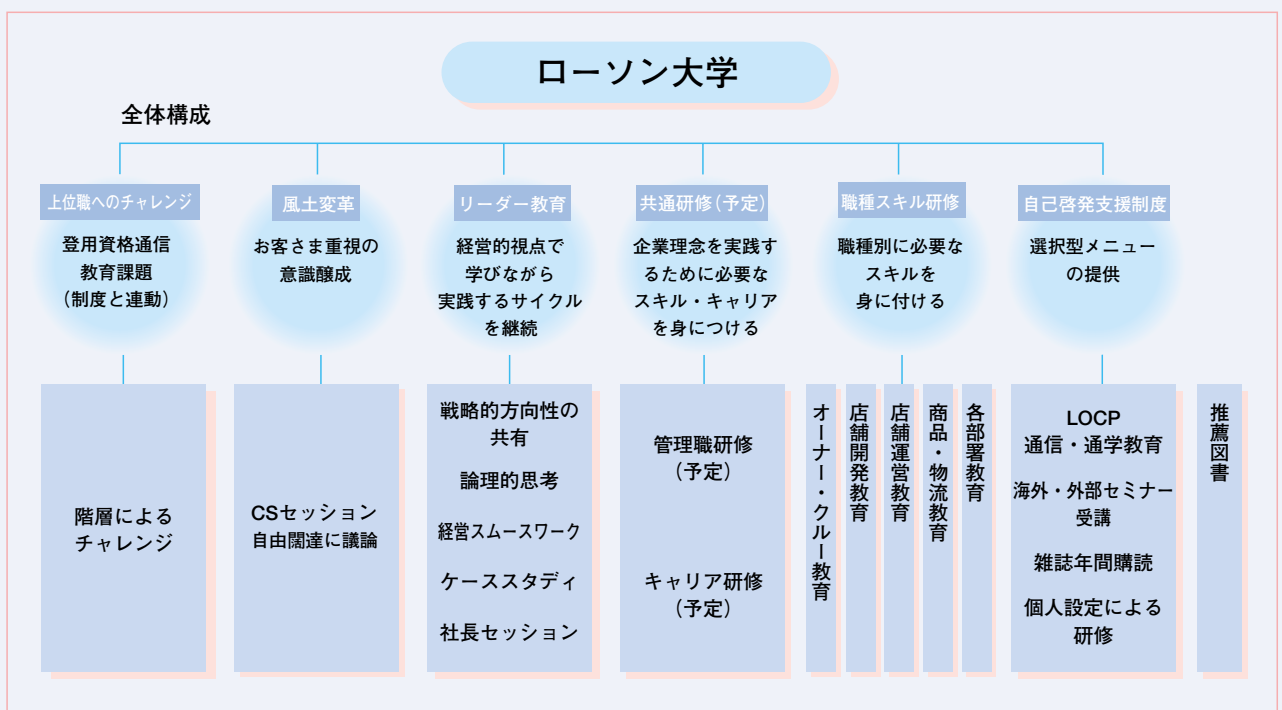 ローソン大学
全体構成
上位職へのチャレンジ
登用資格通信
教育課題
（制度と連動）
階層による
チャレンジ
風土変革
お客さま重視の
意識醸成
CSセッション
自由闊達に議論
リーダー教育
経営的視点で
学びながら
実践するサイクル
を継続
戦略的方向性の
共有
論理的思考
経営スムースワーク
ケーススタディ
社長セッション
共通研修（予定）
企業理念を実践す
るために必要な
スキル・キャリア
を身につける
管理職研修
（予定）
キャリア研修
（予定）
職種スキル研修
職種別に必要な
スキルを
身に付ける
オーナー・クルー教育
店舗開発教育
店舗運営教育
商品・物流教育
各部署教育
自己啓発支援制度
選択型メニュー
の提供
LOCP
通信・通学教育
海外・外部セミナー
受講
雑誌年間購読
個人設定による
研修
推薦図書